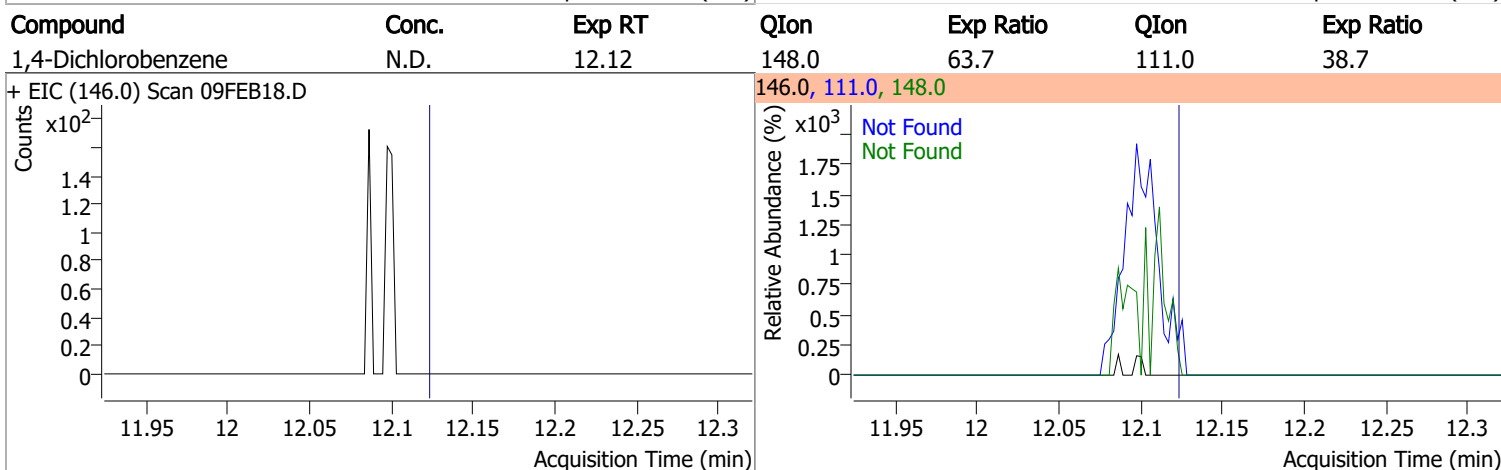 Compound Conc. Exp RT QIon Exp Ratio QIon Exp Ratio
1,4-Dichlorobenzene N.D. 12.12 148.0 63.7 111.0 38.7
+ EIC (146.0) Scan 09FEB18.D
Counts
x10²
1.4
1.2
1
0.8
0.6
0.4
0.2
0
11.95 12 12.05 12.1 12.15 12.2 12.25 12.3
Acquisition Time (min)
146.0, 111.0, 148.0
Relative Abundance (%)
x10³
Not Found
Not Found
1.75
1.5
1.25
1
0.75
0.5
0.25
0
11.95 12 12.05 12.1 12.15 12.2 12.25 12.3
Acquisition Time (min)